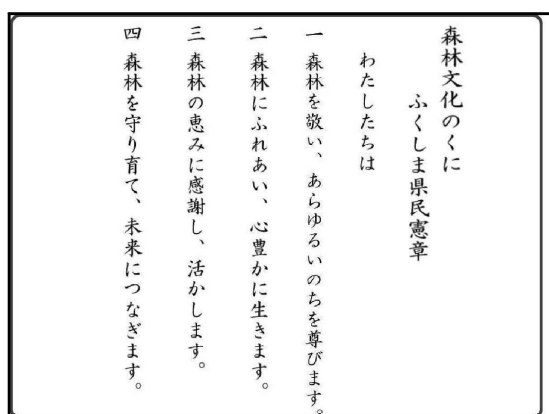 森林文化のくに
ふくしま県民憲章
わたしたちは
一 森林を敬い、あらゆるいのちを尊びます。
二 森林にふれあい、心豊かに生きます。
三 森林の恵みに感謝し、活かします。
四 森林を守り育て、未来につなぎます。